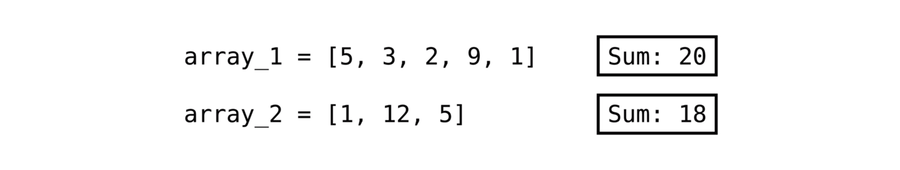 array_1 = [5, 3, 2, 9, 1] Sum: 20
array_2 = [1, 12, 5] Sum: 18